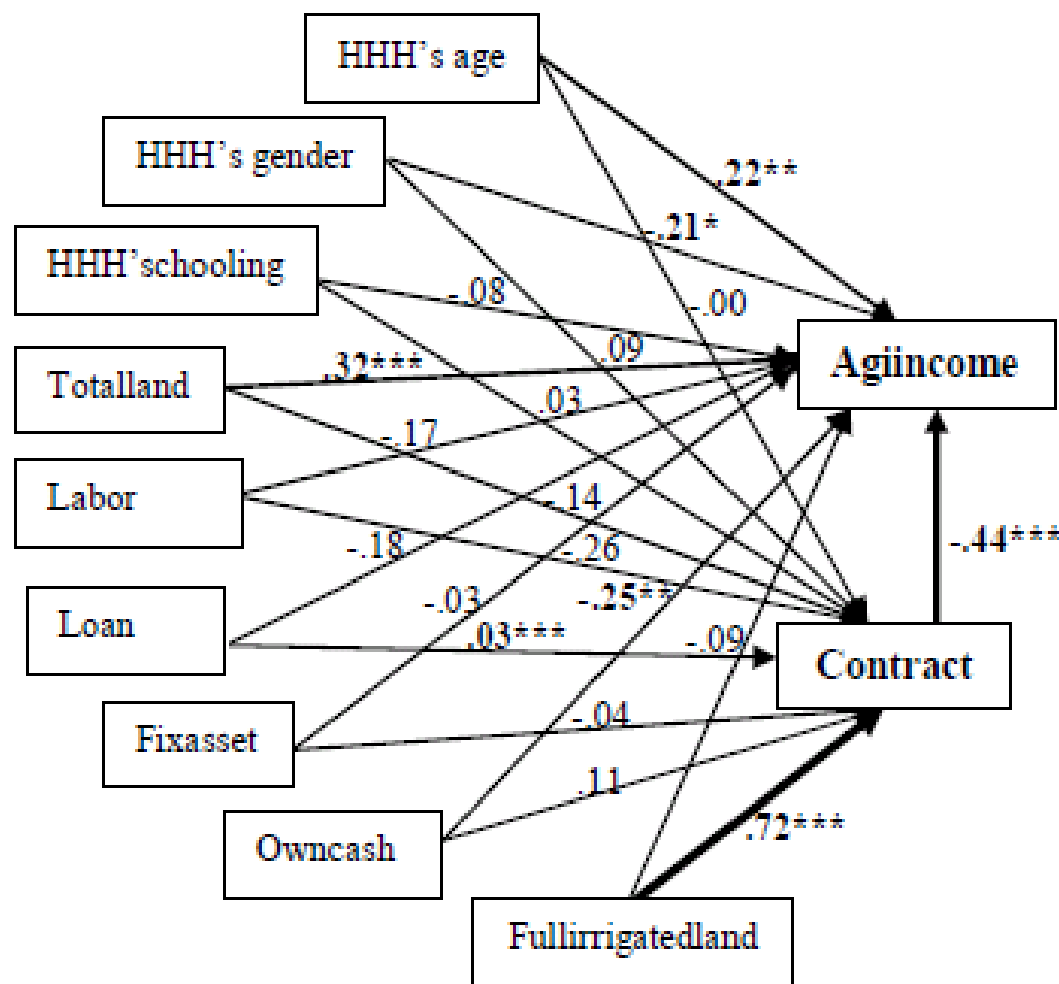 HHH's age
HHH's gender
.22**
-.21*
HHH'schooling
-.08
-.00
.09
Agiincome
.32***
Totalland
.03
-.17
Labor
-.14
-.18
-.26
-.44***
-.03
-.25**
Loan
.03***
-.09
Contract
-.04
Fixasset
.11
.72***
Owncash
Fullirrigatedland